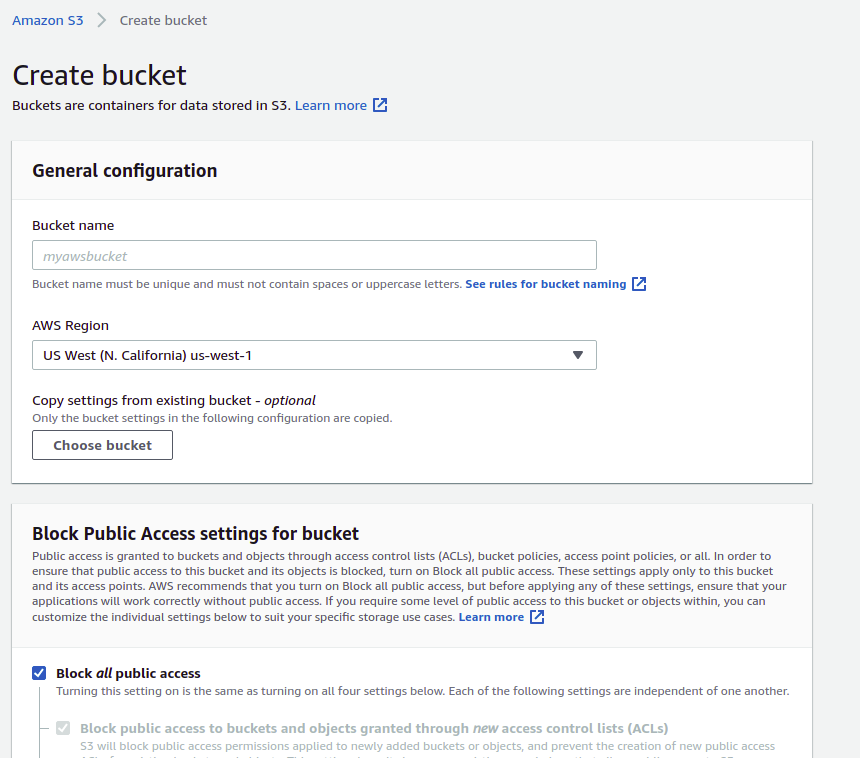 Amazon S3 > Create bucket
Create bucket
Buckets are containers for data stored in S3. Learn more
General configuration
Bucket name
myawsbucket
Bucket name must be unique and must not contain spaces or uppercase letters. See rules for bucket naming
AWS Region
US West (N. California) us-west-1
Copy settings from existing bucket - optional
Only the bucket settings in the following configuration are copied.
Choose bucket
Block Public Access settings for bucket
Public access is granted to buckets and objects through access control lists (ACLs), bucket policies, access point policies, or all. In order to
ensure that public access to this bucket and its objects is blocked, turn on Block all public access. These settings apply only to this bucket
and its access points. AWS recommends that you turn on Block all public access, but before applying any of these settings, ensure that your
applications will work correctly without public access. If you require some level of public access to this bucket or objects within, you can
customize the individual settings below to suit your specific storage use cases. Learn more
Block all public access
Turning this setting on is the same as turning on all four settings below. Each of the following settings are independent of one another.
Block public access to buckets and objects granted through new access control lists (ACLs)
S3 will block public access permissions applied to newly added buckets or objects, and prevent the creation of new public access